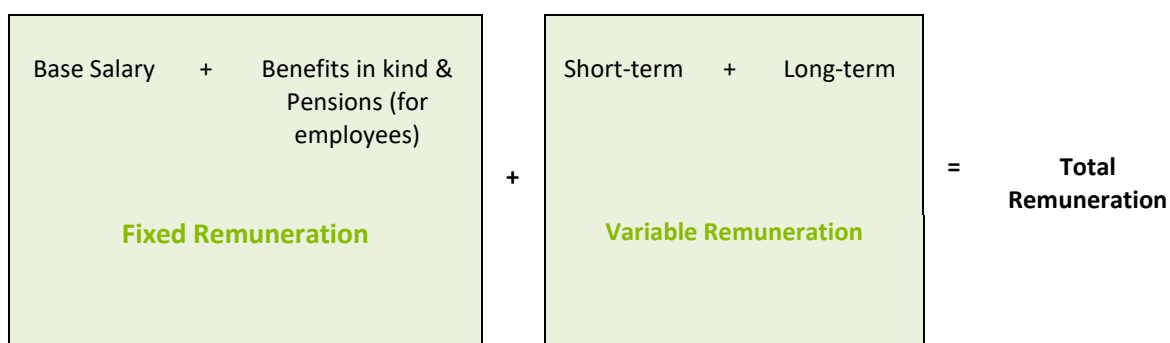 Base Salary + Benefits in kind &
Pensions (for
employees)
Fixed Remuneration
+
Short-term + Long-term
Variable Remuneration
=
Total
Remuneration